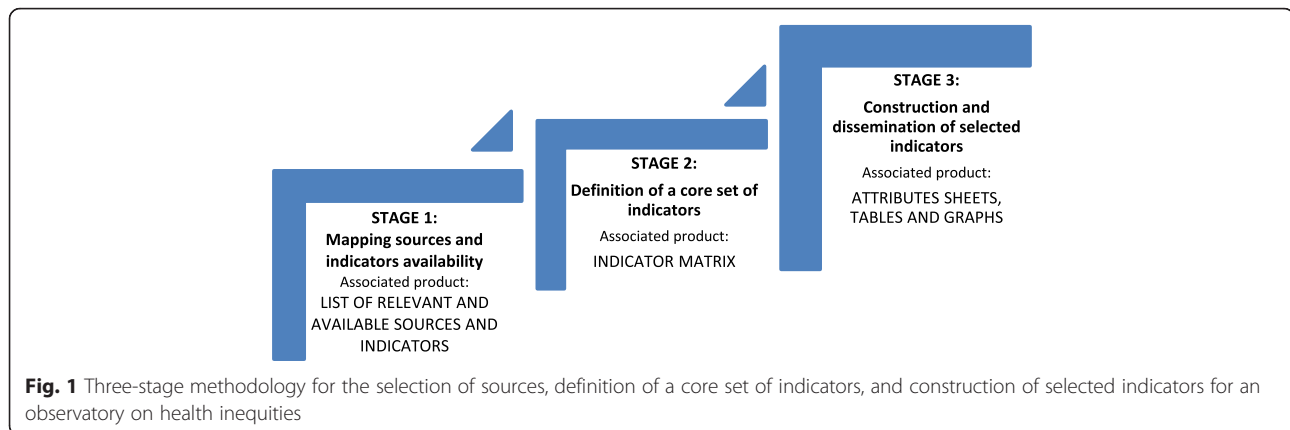 STAGE 1:
Mapping sources and
indicators availability
Associated product:
LIST OF RELEVANT AND
AVAILABLE SOURCES AND
INDICATORS
STAGE 2:
Definition of a core set of
indicators
Associated product:
INDICATOR MATRIX
STAGE 3:
Construction and
dissemination of selected
indicators
Associated product:
ATTRIBUTES SHEETS,
TABLES AND GRAPHS
Fig. 1 Three-stage methodology for the selection of sources, definition of a core set of indicators, and construction of selected indicators for an
observatory on health inequities